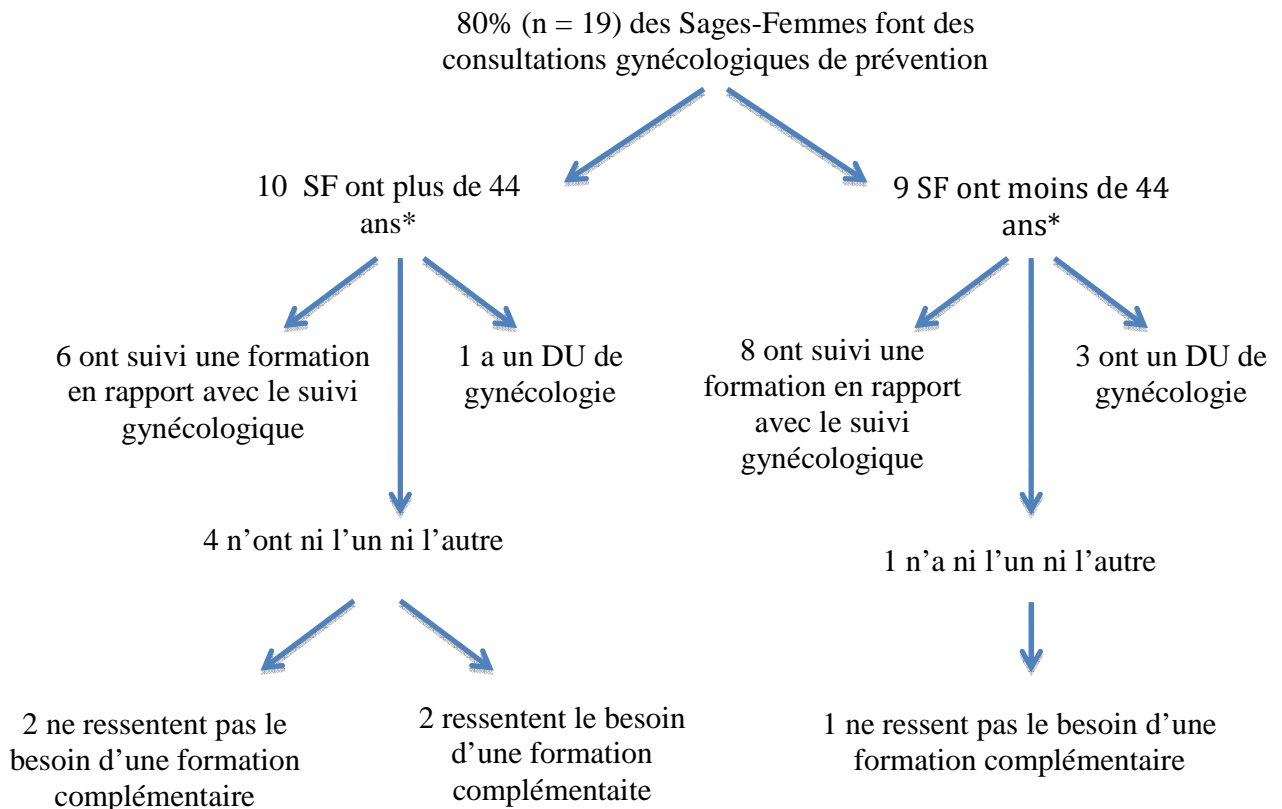 80% (n = 19) des Sages-Femmes font des
consultations gynécologiques de prévention
10 SF ont plus de 44
ans*
9 SF ont moins de 44
ans*
6 ont suivi une formation
en rapport avec le suivi
gynécologique
1 a un DU de
gynécologie
8 ont suivi une
formation en rapport
avec le suivi
gynécologique
3 ont un DU de
gynécologie
4 n’ont ni l’un ni l’autre
1 n’a ni l’un ni l’autre
2 ne ressentent pas le
besoin d’une formation
complémentaire
2 ressentent le besoin
d’une formation
complémentaite
1 ne ressent pas le besoin d’une
formation complémentaire